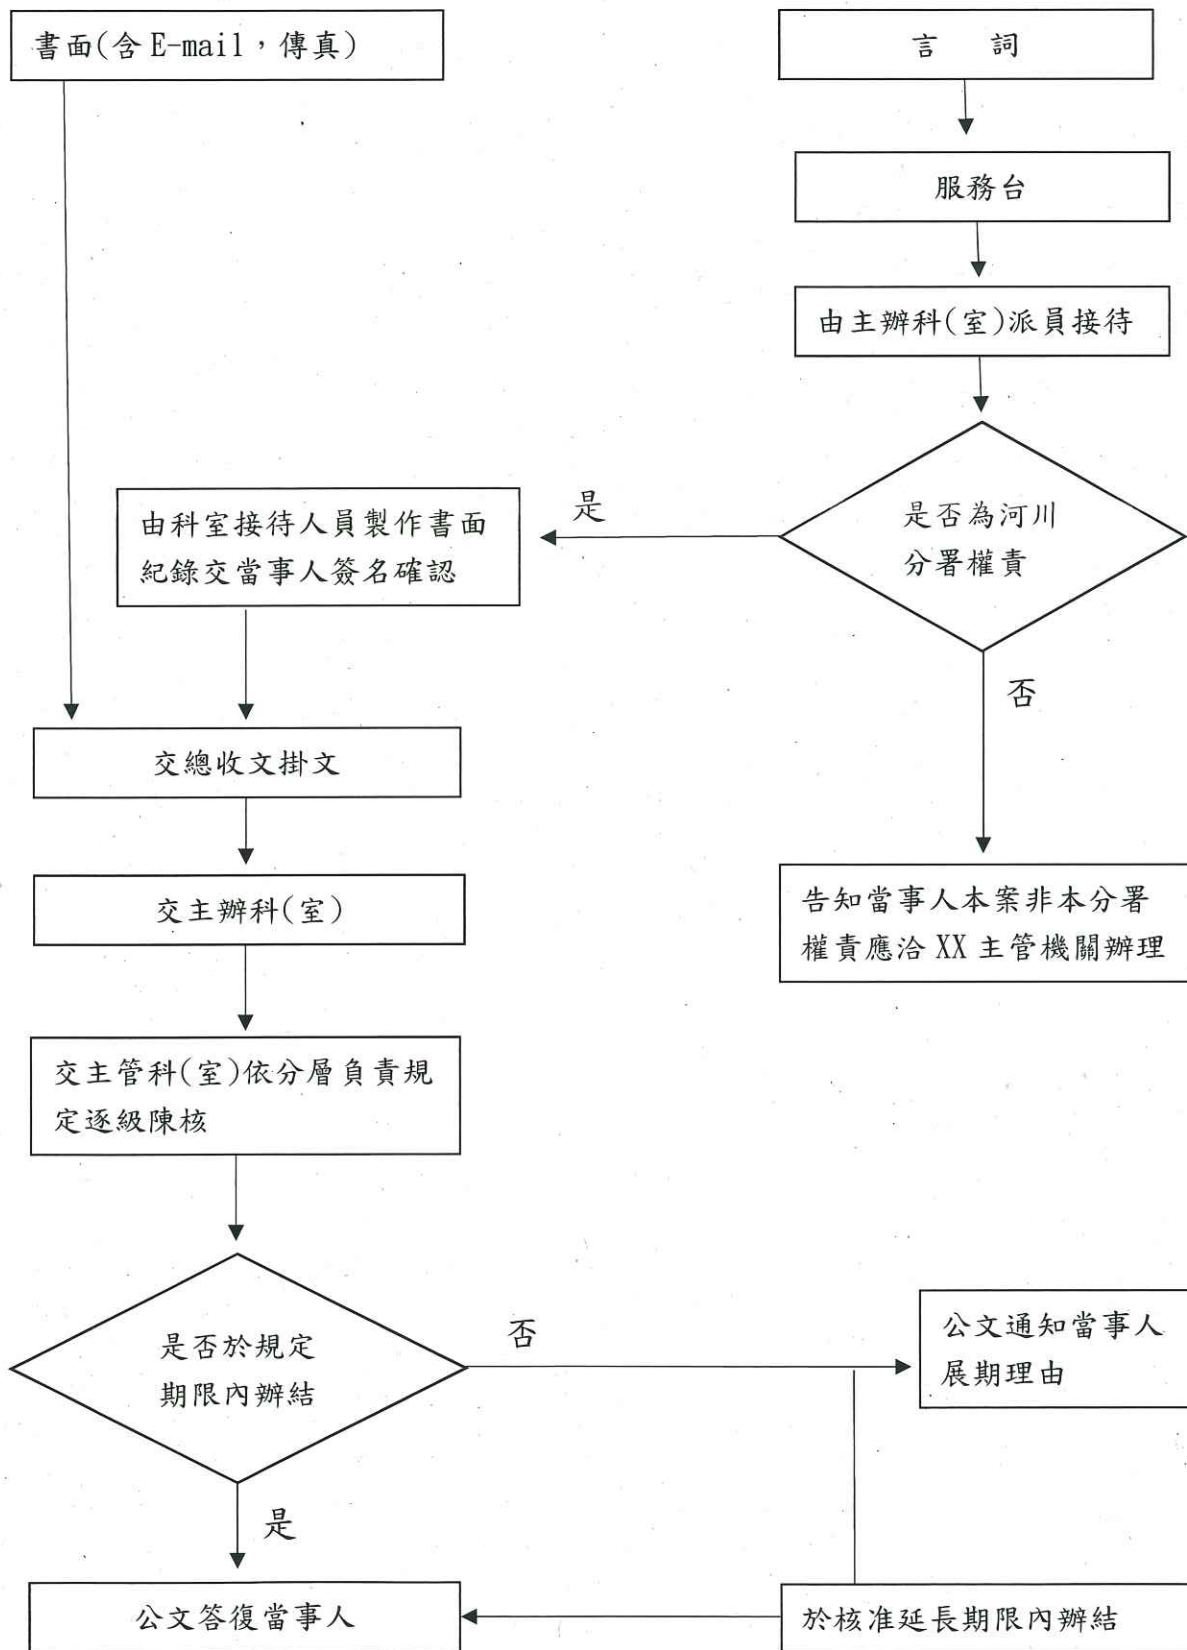 書面(含 E-mail，傳真)
言 詞
服務台
由主辦科(室)派員接待
是否為河川
分署權責
是
由科室接待人員製作書面
紀錄交當事人簽名確認
否
交總收文掛文
告知當事人本案非本分署
權責應洽 XX 主管機關辦理
交主辦科(室)
交主管科(室)依分層負責規
定逐級陳核
是否於規定
期限內辦結
否
公文通知當事人
展期理由
是
公文答復當事人
於核准延長期限內辦結